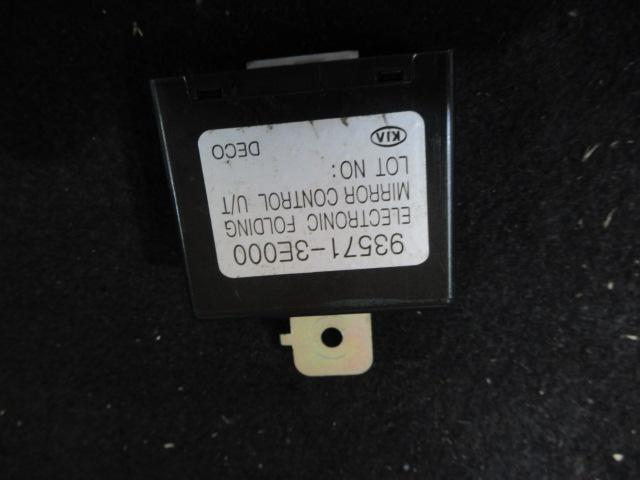 93571-3E000
ELECTRONIC FOLDING
MIRROR CONTROL U/T
LOT NO:
KIA
DECO